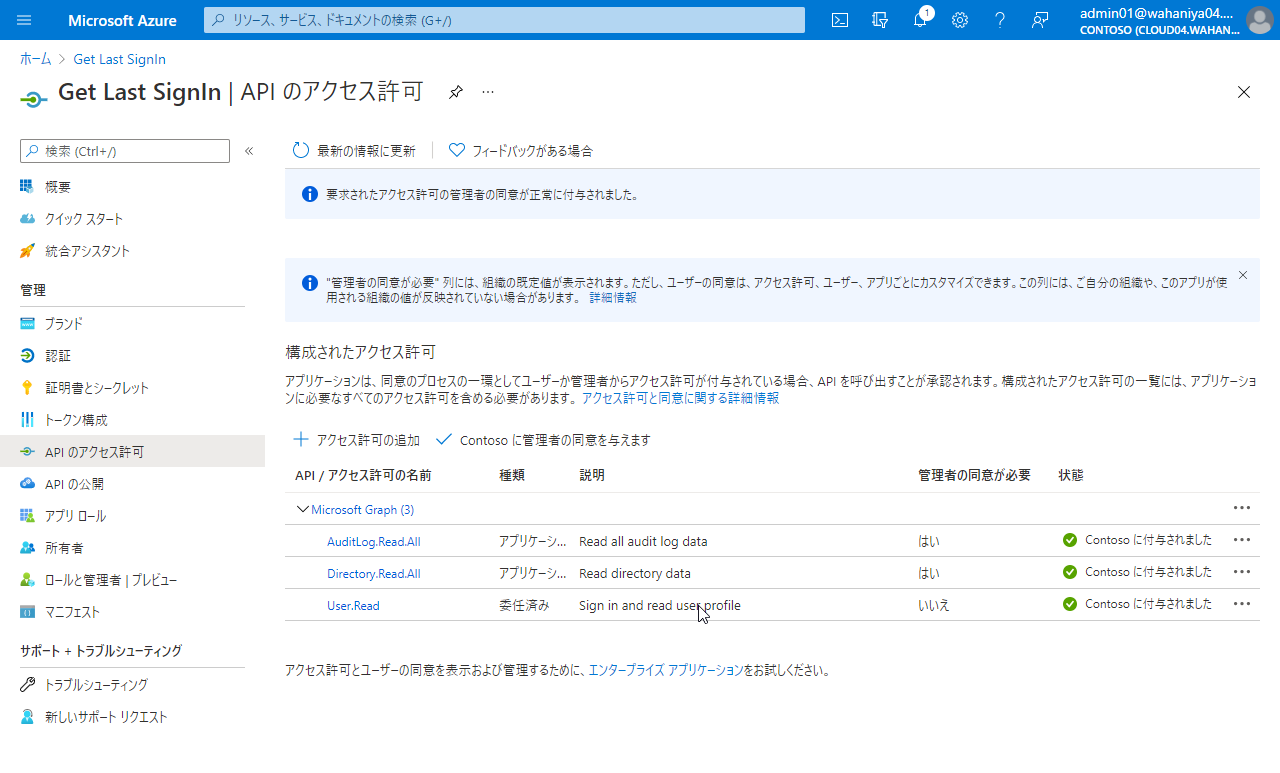 Microsoft Azure
リソース、サービス、ドキュメントの検索 (G+/)
1
admin01@wahaniya04....
CONTOSO (CLOUD04.WAHAN...
ホーム > Get Last SignIn
Get Last SignIn | API のアクセス許可
検索 (Ctrl+/)
概要
クイック スタート
統合アシスタント
管理
ブランド
認証
証明書とシークレット
トークン構成
API のアクセス許可
API の公開
アプリ ロール
所有者
ロールと管理者 | プレビュー
マニフェスト
サポート + トラブルシューティング
トラブルシューティング
新しいサポート リクエスト
最新の情報に更新
フィードバックがある場合
要求されたアクセス許可の管理者の同意が正常に付与されました。
"管理者の同意が必要" 列には、組織の既定値が表示されます。ただし、ユーザーの同意は、アクセス許可、ユーザー、アプリごとにカスタマイズできます。この列には、ご自分の組織や、このアプリが使
用される組織の値が反映されていない場合があります。 詳細情報
構成されたアクセス許可
アプリケーションは、同意のプロセスの一環としてユーザーか管理者からアクセス許可が付与されている場合、API を呼び出すことが承認されます。構成されたアクセス許可の一覧には、アプリケーショ
ンに必要なすべてのアクセス許可を含める必要があります。 アクセス許可と同意に関する詳細情報
アクセス許可の追加 Contoso に管理者の同意を与えます
API / アクセス許可の名前 種類 説明 管理者の同意が必要 状態
Microsoft Graph (3)
AuditLog.Read.All アプリケーシ... Read all audit log data はい Contoso に付与されました
Directory.Read.All アプリケーシ... Read directory data はい Contoso に付与されました
User.Read 委任済み Sign in and read user profile いいえ Contoso に付与されました
アクセス許可とユーザーの同意を表示および管理するために、エンタープライズ アプリケーションをお試しください。